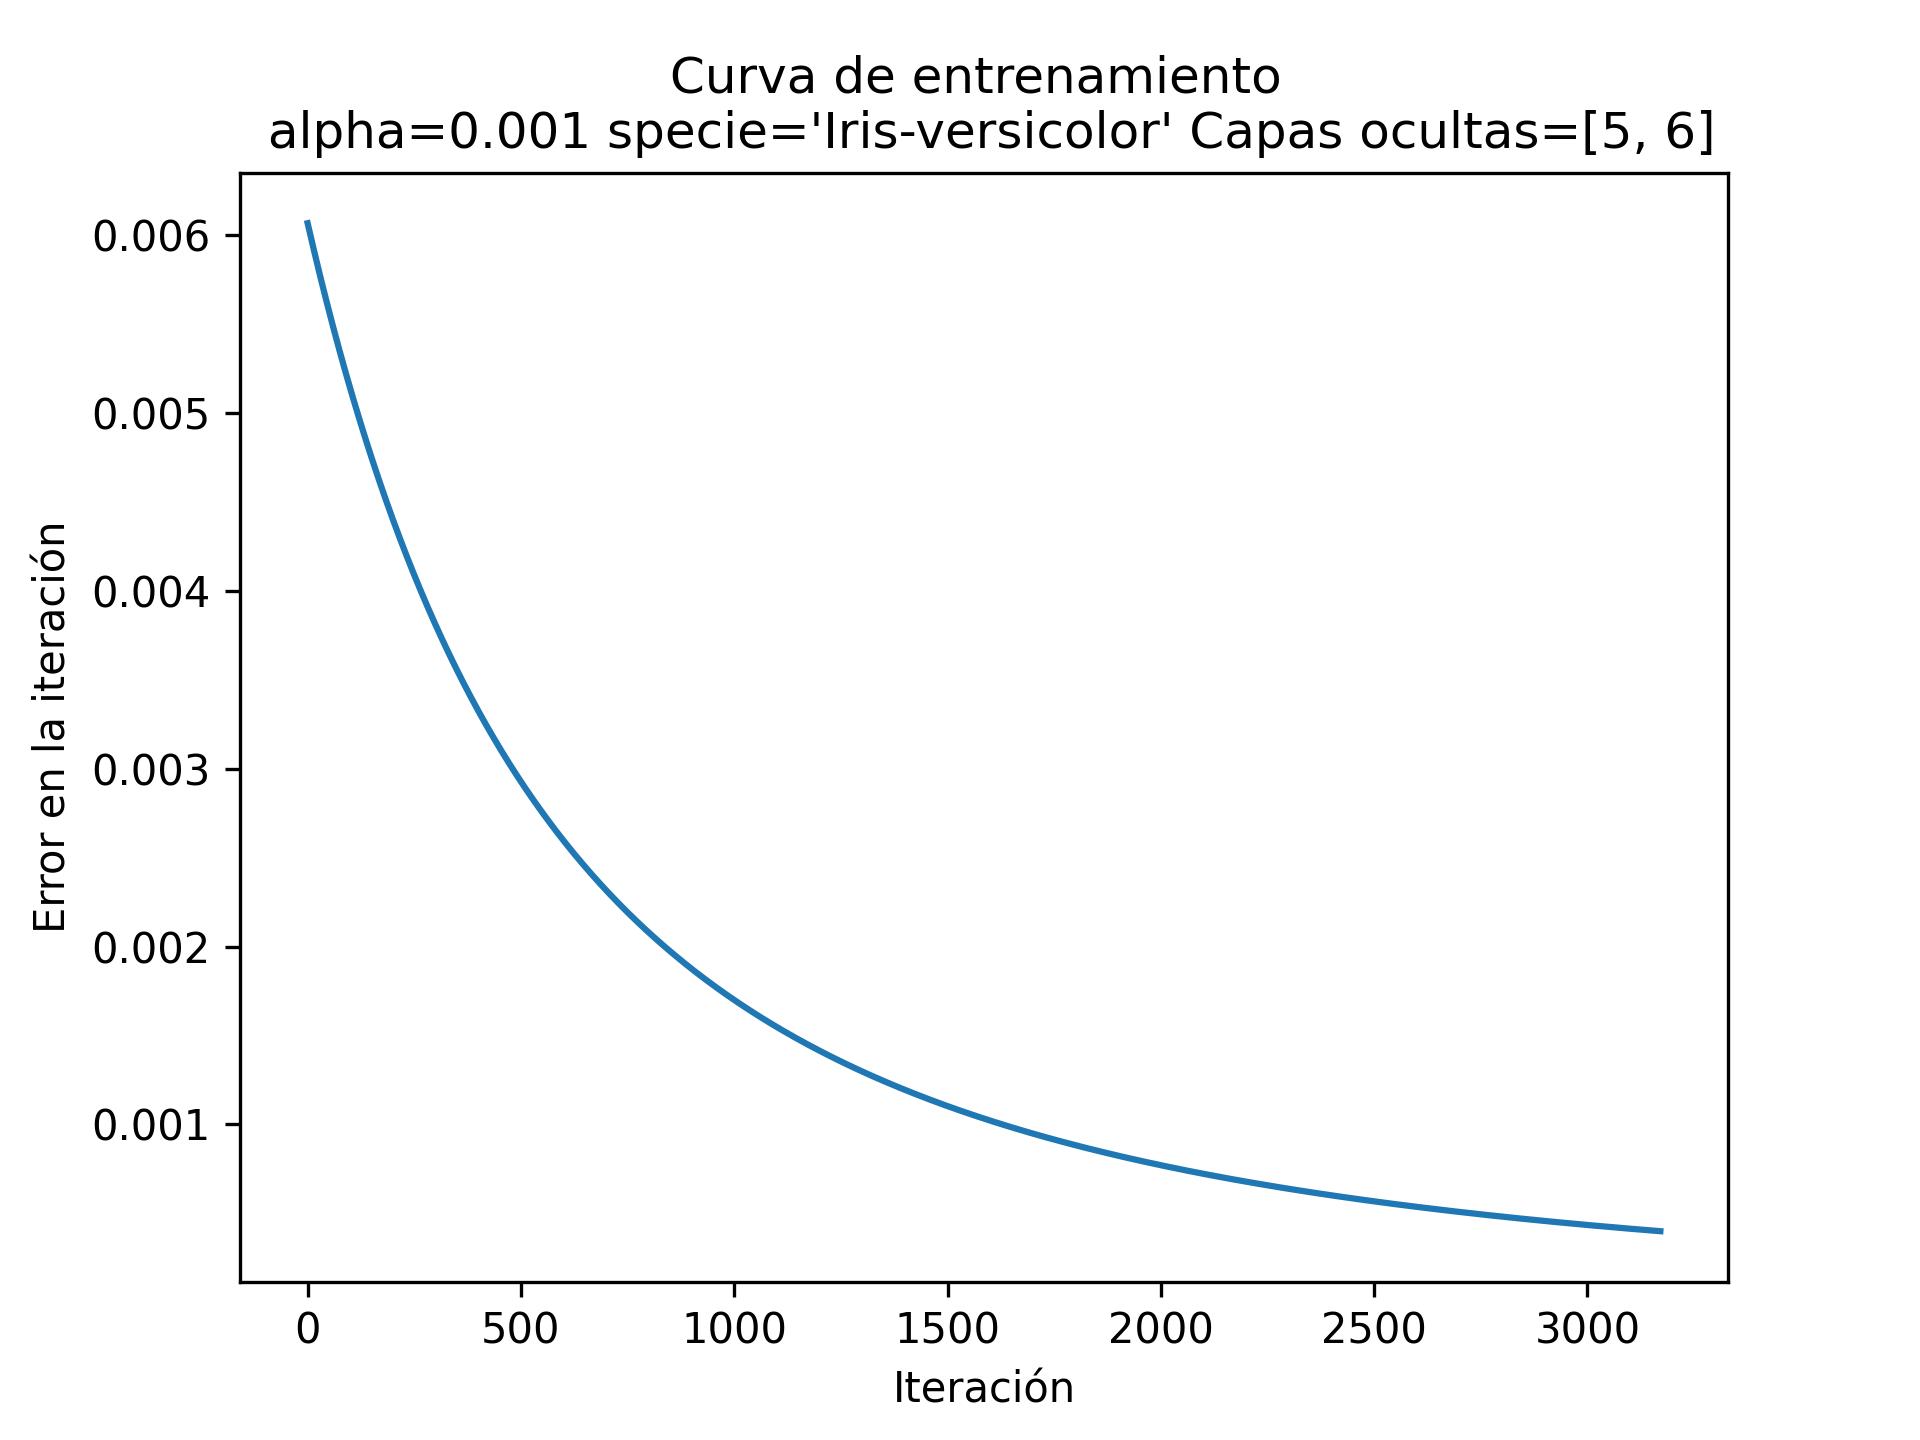 Curva de entrenamiento
alpha=0.001 specie='Iris-versicolor' Capas ocultas=[5, 6]
Error en la iteración
0.006
0.005
0.004
0.003
0.002
0.001
0 500 1000 1500 2000 2500 3000
Iteración